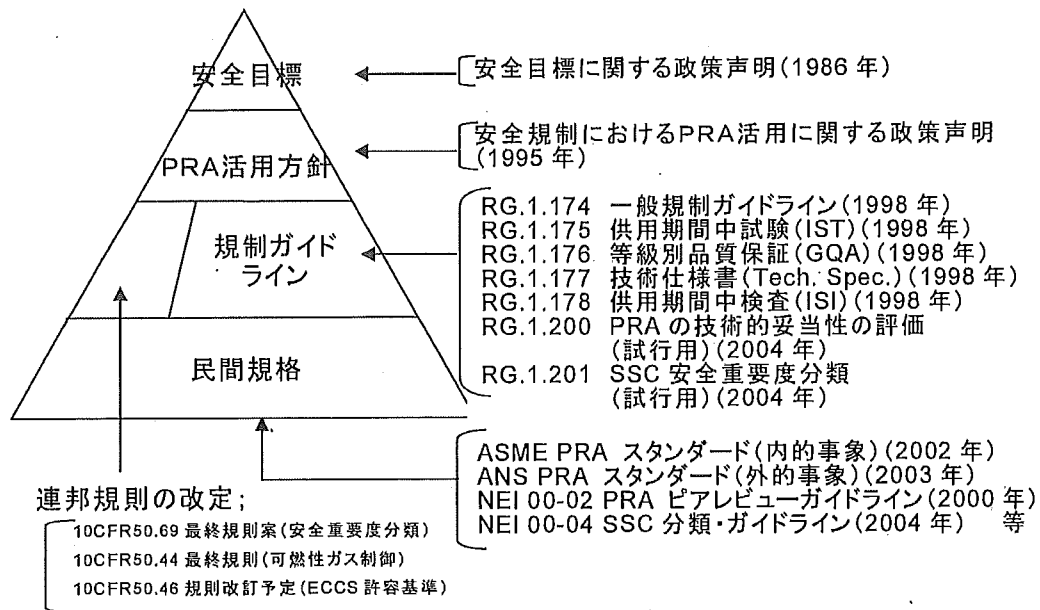 安全目標
安全目標に関する政策声明(1986 年)
PRA活用方針
安全規制におけるPRA活用に関する政策声明
(1995 年)
規制ガイド
ライン
RG.1.174 一般規制ガイドライン(1998 年)
RG.1.175 供用期間中試験(IST)(1998 年)
RG.1.176 等級別品質保証(GQA)(1998 年)
RG.1.177 技術仕様書(Tech. Spec.)(1998 年)
RG.1.178 供用期間中検査(ISI)(1998 年)
RG.1.200 PRA の技術的妥当性の評価
(試行用)(2004 年)
RG.1.201 SSC 安全重要度分類
(試行用)(2004 年)
民間規格
ASME PRA スタンダード(内的事象)(2002 年)
ANS PRA スタンダード(外的事象)(2003 年)
NEI 00-02 PRA ピアレビューガイドライン(2000 年)
NEI 00-04 SSC 分類・ガイドライン(2004 年) 等
連邦規則の改定;
10CFR50.69 最終規則案(安全重要度分類)
10CFR50.44 最終規則(可燃性ガス制御)
10CFR50.46 規則改訂予定(ECCS 許容基準)